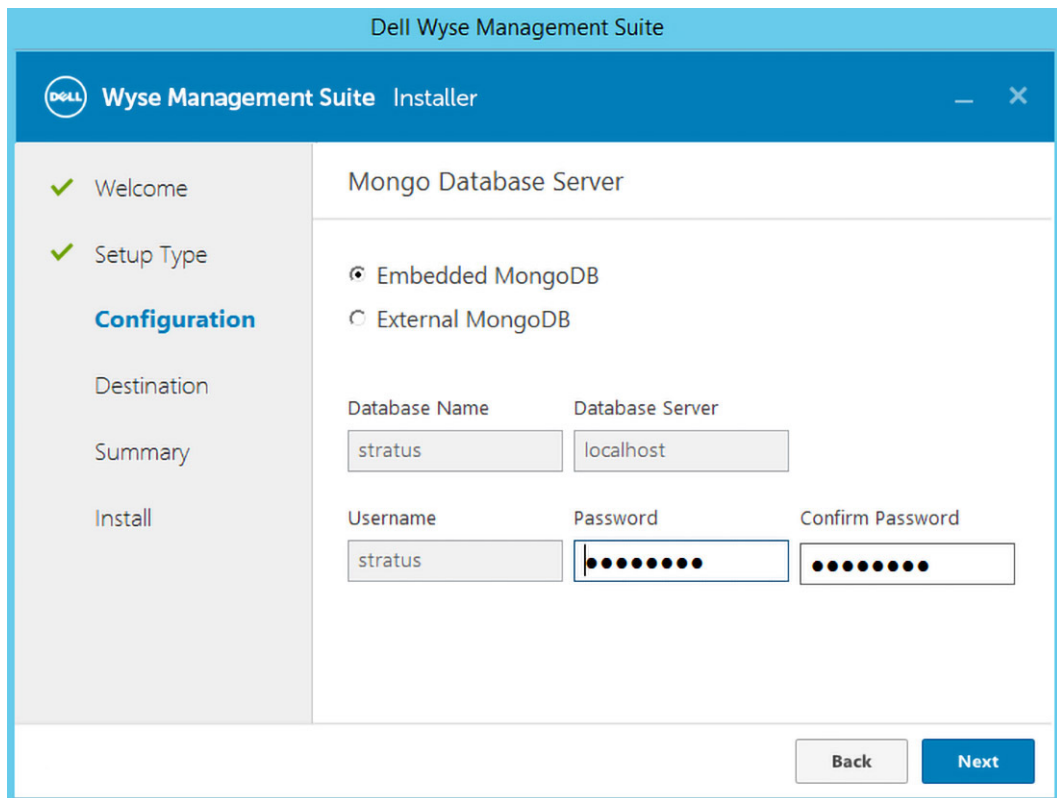 Dell Wyse Management Suite
DELL Wyse Management Suite Installer
Welcome
Setup Type
Configuration
Destination
Summary
Install
Mongo Database Server
Embedded MongoDB
External MongoDB
Database Name Database Server
stratus localhost
Username Password Confirm Password
stratus ●●●●●●●● ●●●●●●●●
Back Next